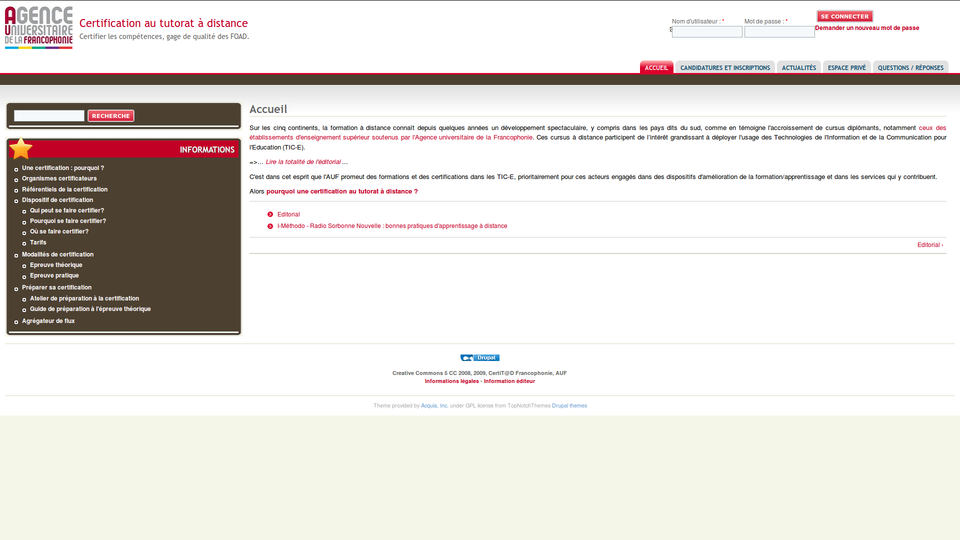 AGENCE
UNIVERSITAIRE
DE LA FRANCOPHONIE
Certification au tutorat à distance
Certifier les compétences, gage de qualité des FOAD.
Nom d'utilisateur : *
Mot de passe : *
SE CONNECTER
Demander un nouveau mot de passe
ACCUEIL
CANDIDATURES ET INSCRIPTIONS
ACTUALITÉS
ESPACE PRIVÉ
QUESTIONS / RÉPONSES
RECHERCHE
INFORMATIONS
Une certification : pourquoi ?
Organismes certificateurs
Référentiels de la certification
Dispositif de certification
Qui peut se faire certifier?
Pourquoi se faire certifier?
Où se faire certifier?
Tarifs
Modalités de certification
Epreuve théorique
Epreuve pratique
Préparer sa certification
Atelier de préparation à la certification
Guide de préparation à l'épreuve théorique
Agrégateur de flux
Accueil
Sur les cinq continents, la formation à distance connait depuis quelques années un développement spectaculaire, y compris dans les pays dits du sud, comme en témoigne l'accroissement de cursus diplômants, notamment ceux des
établissements d'enseignement supérieur soutenus par l'Agence universitaire de la Francophonie. Ces cursus à distance participent de l'intérêt grandissant à déployer l'usage des Technologies de l'Information et de la Communication pour
l'Education (TIC-E).
=>... Lire la totalité de l'éditorial ...
C'est dans cet esprit que l'AUF promeut des formations et des certifications dans les TIC-E, prioritairement pour ces acteurs engagés dans des dispositifs d'amélioration de la formation/apprentissage et dans les services qui y contribuent.
Alors pourquoi une certification au tutorat à distance ?
Editorial
I-Méthodo - Radio Sorbonne Nouvelle : bonnes pratiques d'apprentissage à distance
Editorial ›
Drupal
Creative Commons 5 CC 2008, 2009, CertiT@D Francophonie, AUF
Informations légales - Information éditeur
Theme provided by Acquia, Inc. under GPL license from TopNotchThemes Drupal themes